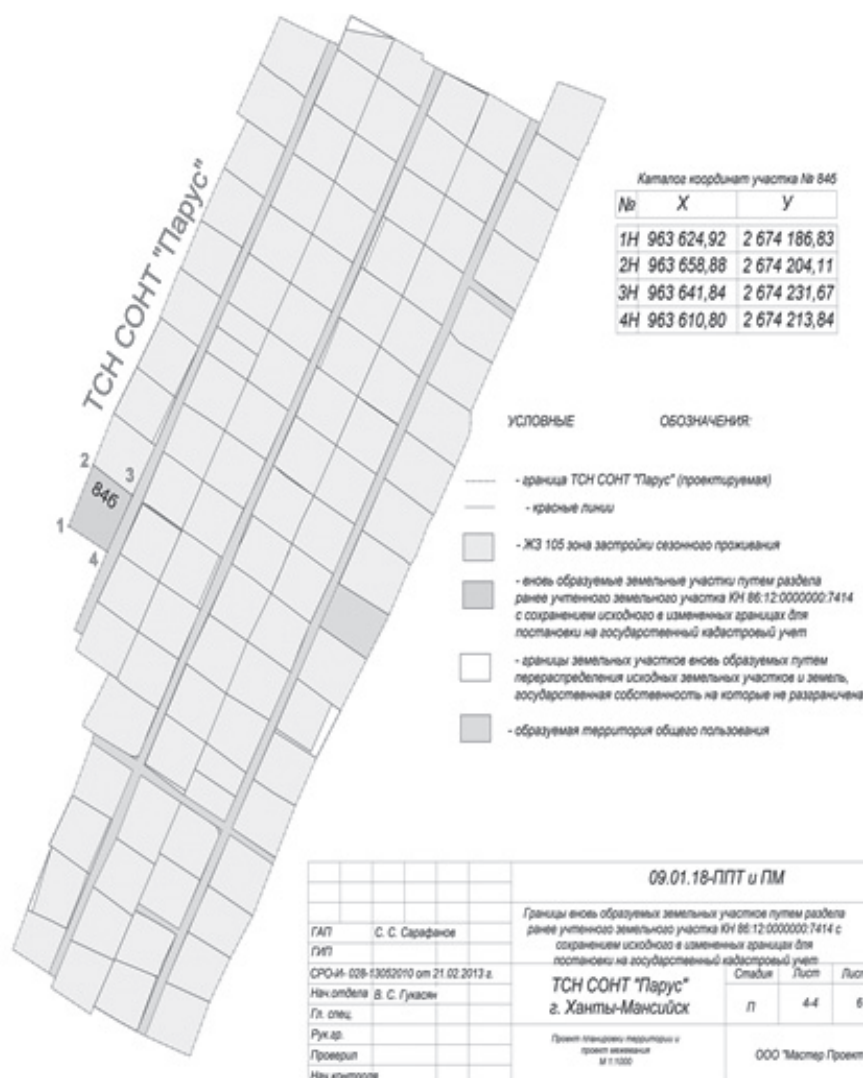 Каталог координат участка № 846
№ X У
1Н 963 624,92 2 674 186,83
2Н 963 658,88 2 674 204,11
3Н 963 641,84 2 674 231,67
4Н 963 610,80 2 674 213,84
ТСН СОНТ "Парус"
2
3
846
1
4
УСЛОВНЫЕ ОБОЗНАЧЕНИЯ:
- граница ТСН СОНТ "Парус" (проектируемая)
- красные линии
- ЖЗ 105 зона застройки сезонного проживания
- вновь образуемые земельные участки путем раздела
ранее учтенного земельного участка КН 86:12:0000000:7414
с сохранением исходного в измененных границах для
постановки на государственный кадастровый учет
- границы земельных участков вновь образуемых путем
перераспределения исходных земельных участков и земель,
государственная собственность на которые не разграничена
- образуемая территория общего пользования
09.01.18-ППТ и ПМ
Границы вновь образуемых земельных участков путем раздела
ранее учтенного земельного участка КН 86:12:0000000:7414 с
сохранением исходного в измененных границах для
постановки на государственный кадастровый учет
ГАП С. С. Сарафанов
ГИП
СРО-И- 028-13052010 от 21.02.2013 г.
Нач.отдела В. С. Гукасян
Гл. спец.
Рук.гр.
Проверил
Нач.контроля
ТСН СОНТ "Парус"
г. Ханты-Мансийск
Стадия Лист
П 4-4 6
Проект планировки территории и
проект межевания
М 1:1000
ООО "Мастер Проект